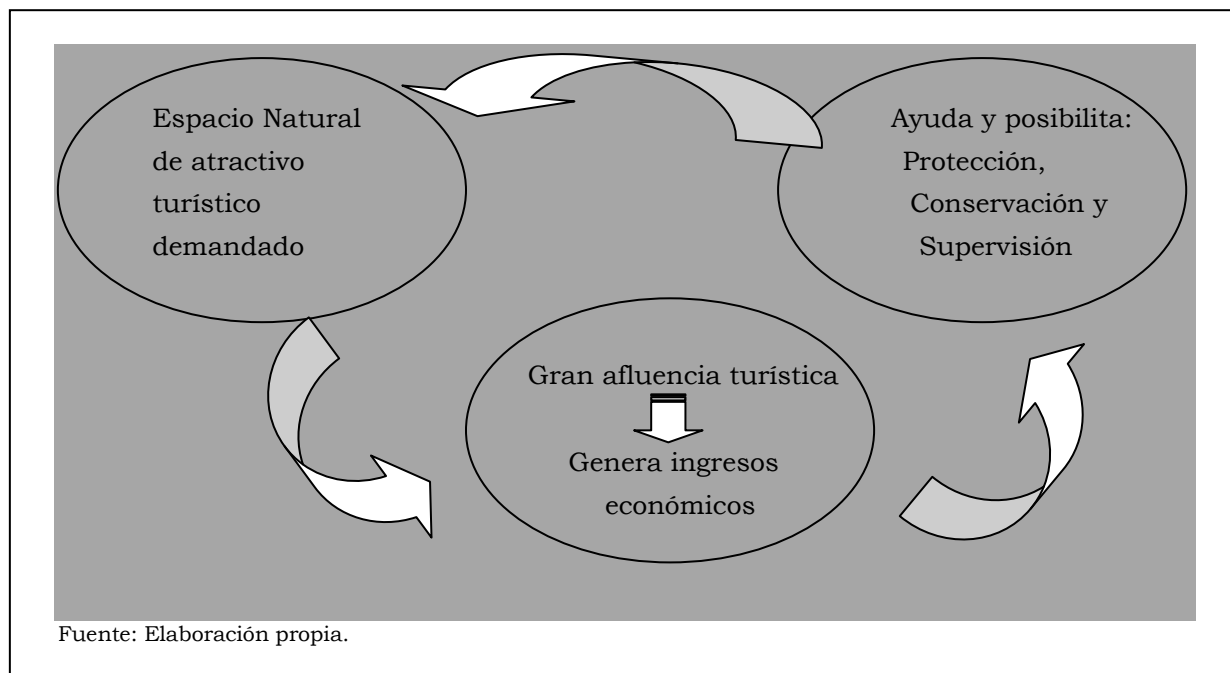 Espacio Natural
de atractivo
turístico
demandado
Ayuda y posibilita:
Protección,
Conservación y
Supervisión
Gran afluencia turística
Genera ingresos
económicos
Fuente: Elaboración propia.